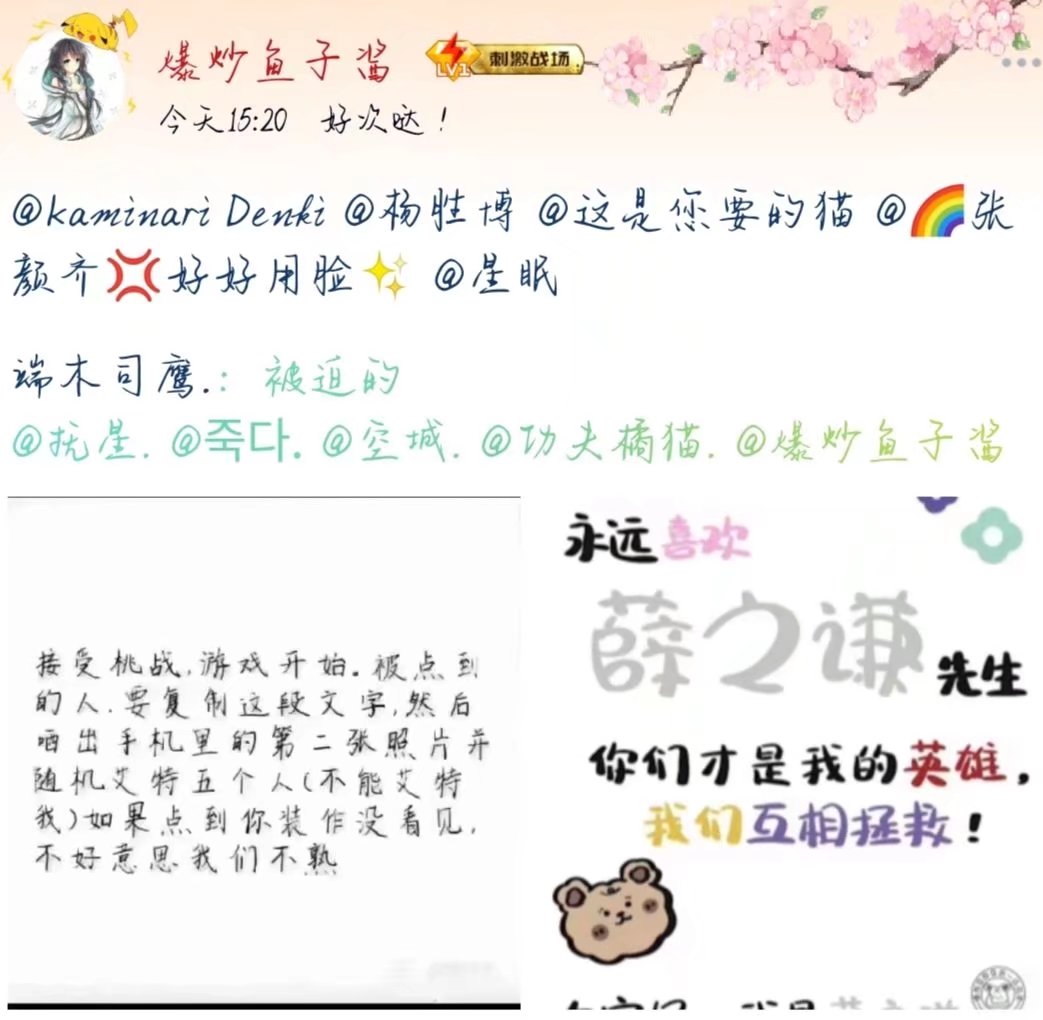 爆炒鱼子酱 LV1 刺激战场
今天15:20 好次哒！
@kaminari Denki @杨胜博 @这是您要的猫 @🌈张
颜齐💢好好用脸✨ @星眠
端木司鹰.：被迫的
@抚星. @죽다. @空城. @功夫橘猫. @爆炒鱼子酱
接受挑战,游戏开始。被点到
的人.要复制这段文字,然后
晒出手机里的第二张照片并
随机艾特五个人(不能艾特
我)如果点到你装作没看见,
不好意思我们不熟
永远喜欢
薛之谦先生
你们才是我的英雄，
我们互相拯救！